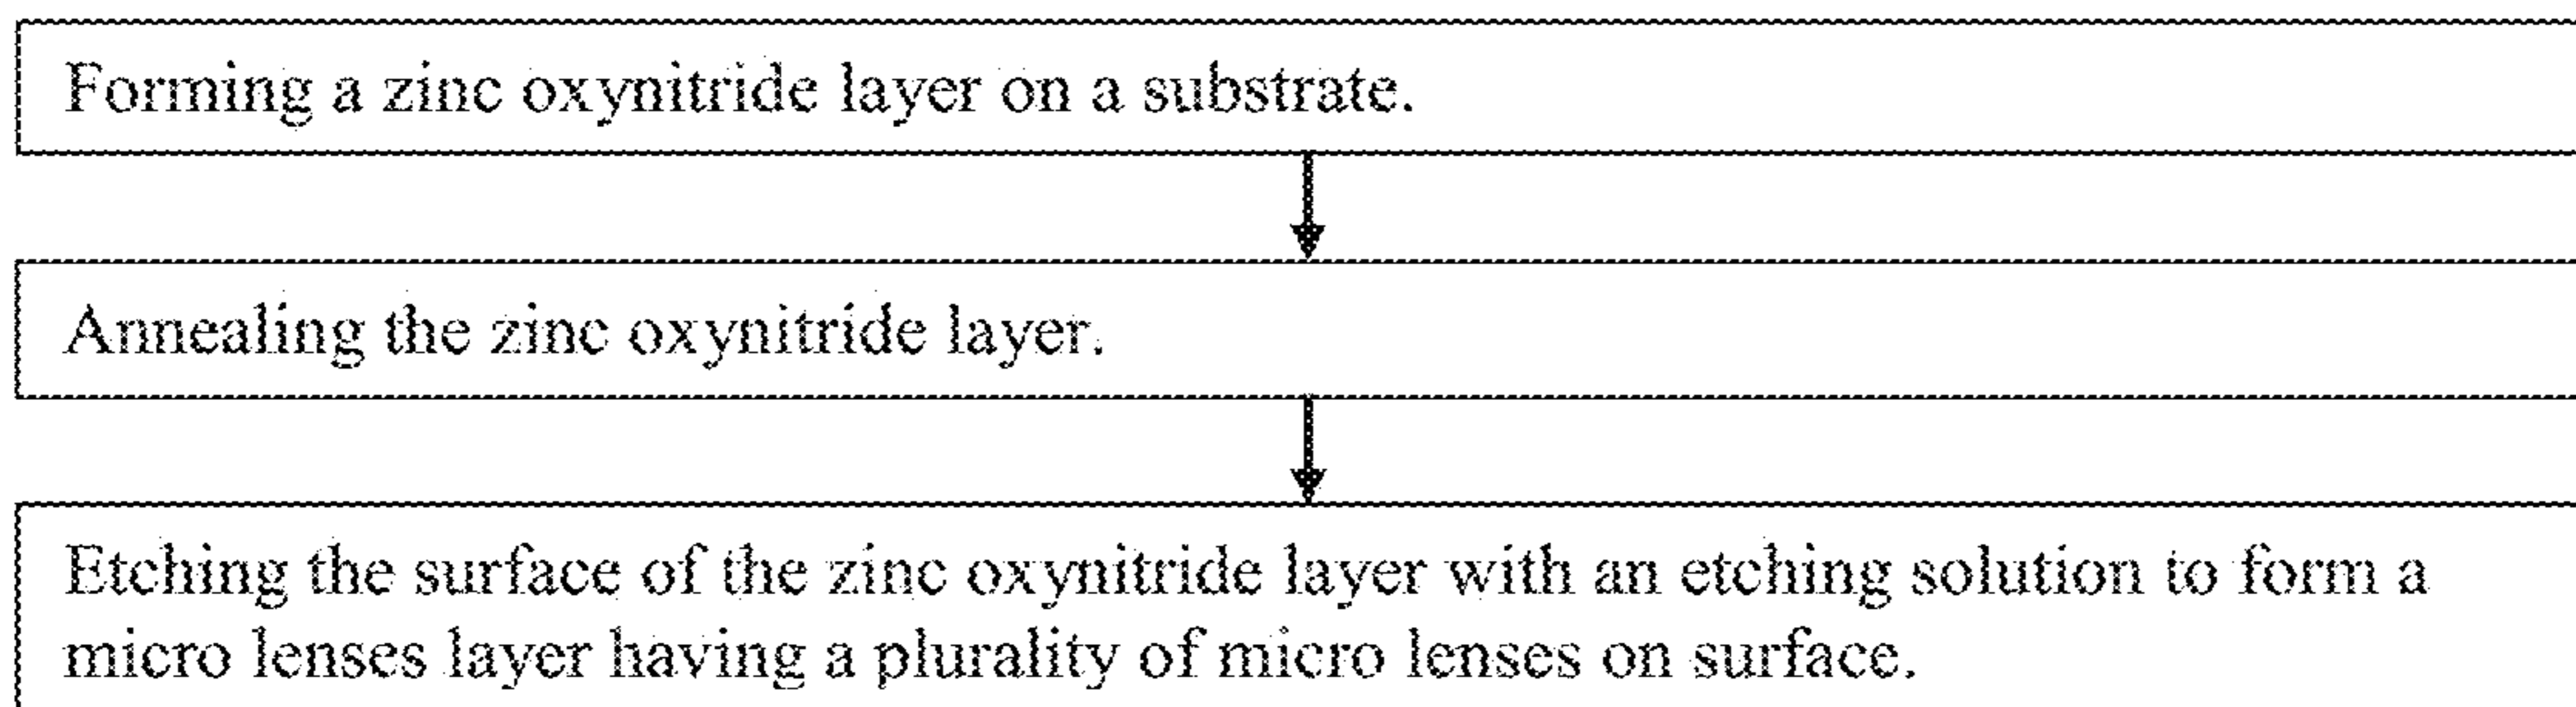 Forming a zinc oxynitride layer on a substrate.
Annealing the zinc oxynitride layer.
Etching the surface of the zinc oxynitride layer with an etching solution to form a
micro lenses layer having a plurality of micro lenses on surface.